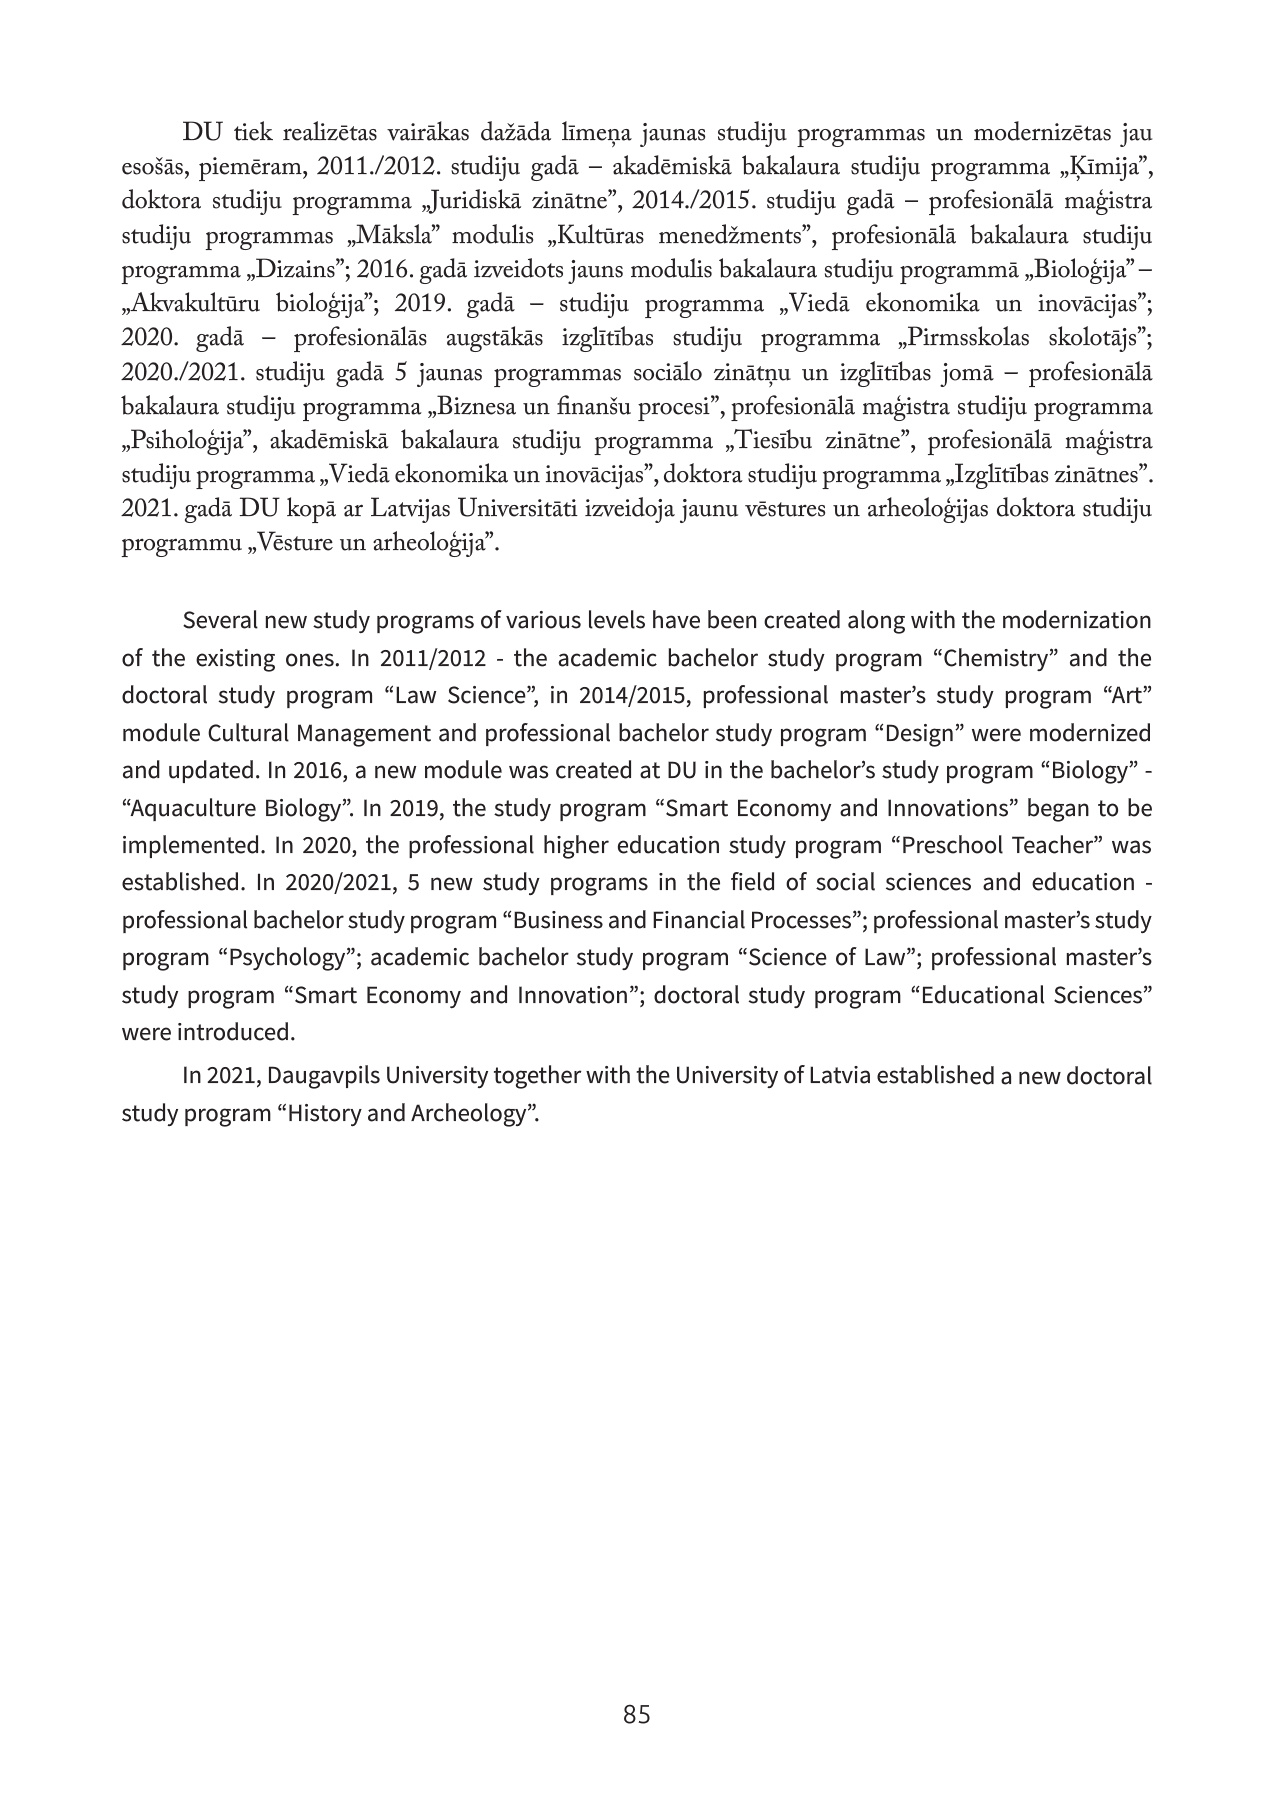 DU tiek realizētas vairākas dažāda līmeņa jaunas studiju programmas un modernizētas jau
esošās, piemēram, 2011./2012. studiju gadā – akadēmiskā bakalaura studiju programma „Ķīmija”,
doktora studiju programma „Juridiskā zinātne”, 2014./2015. studiju gadā – profesionālā maģistra
studiju programmas „Māksla” modulis „Kultūras menedžments”, profesionālā bakalaura studiju
programma „Dizains”; 2016. gadā izveidots jauns modulis bakalaura studiju programmā „Bioloģija” –
„Akvakultūru bioloģija”; 2019. gadā – studiju programma „Viedā ekonomika un inovācijas”;
2020. gadā – profesionālās augstākās izglītības studiju programma „Pirmsskolas skolotājs”;
2020./2021. studiju gadā 5 jaunas programmas sociālo zinātņu un izglītības jomā – profesionālā
bakalaura studiju programma „Biznesa un finanšu procesi”, profesionālā maģistra studiju programma
„Psiholoģija”, akadēmiskā bakalaura studiju programma „Tiesību zinātne”, profesionālā maģistra
studiju programma „Viedā ekonomika un inovācijas”, doktora studiju programma „Izglītības zinātnes”.
2021. gadā DU kopā ar Latvijas Universitāti izveidoja jaunu vēstures un arheoloģijas doktora studiju
programmu „Vēsture un arheoloģija”.
Several new study programs of various levels have been created along with the modernization
of the existing ones. In 2011/2012 - the academic bachelor study program “Chemistry” and the
doctoral study program “Law Science”, in 2014/2015, professional master’s study program “Art”
module Cultural Management and professional bachelor study program “Design” were modernized
and updated. In 2016, a new module was created at DU in the bachelor’s study program “Biology” -
“Aquaculture Biology”. In 2019, the study program “Smart Economy and Innovations” began to be
implemented. In 2020, the professional higher education study program “Preschool Teacher” was
established. In 2020/2021, 5 new study programs in the field of social sciences and education -
professional bachelor study program “Business and Financial Processes”; professional master’s study
program “Psychology”; academic bachelor study program “Science of Law”; professional master’s
study program “Smart Economy and Innovation”; doctoral study program “Educational Sciences”
were introduced.
In 2021, Daugavpils University together with the University of Latvia established a new doctoral
study program “History and Archeology”.
85